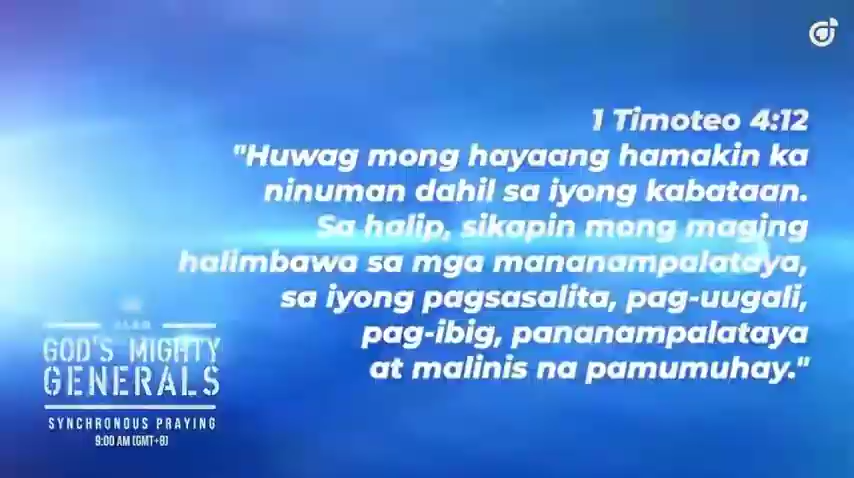 1 Timoteo 4:12
"Huwag mong hayaang hamakin ka
ninuman dahil sa iyong kabataan.
Sa halip, sikapin mong maging
halimbawa sa mga mananampalataya,
sa iyong pagsasalita, pag-uugali,
pag-ibig, pananampalataya
at malinis na pamumuhay."
GOD'S MIGHTY
GENERALS
SYNCHRONOUS PRAYING
9:00 AM (GMT+8)